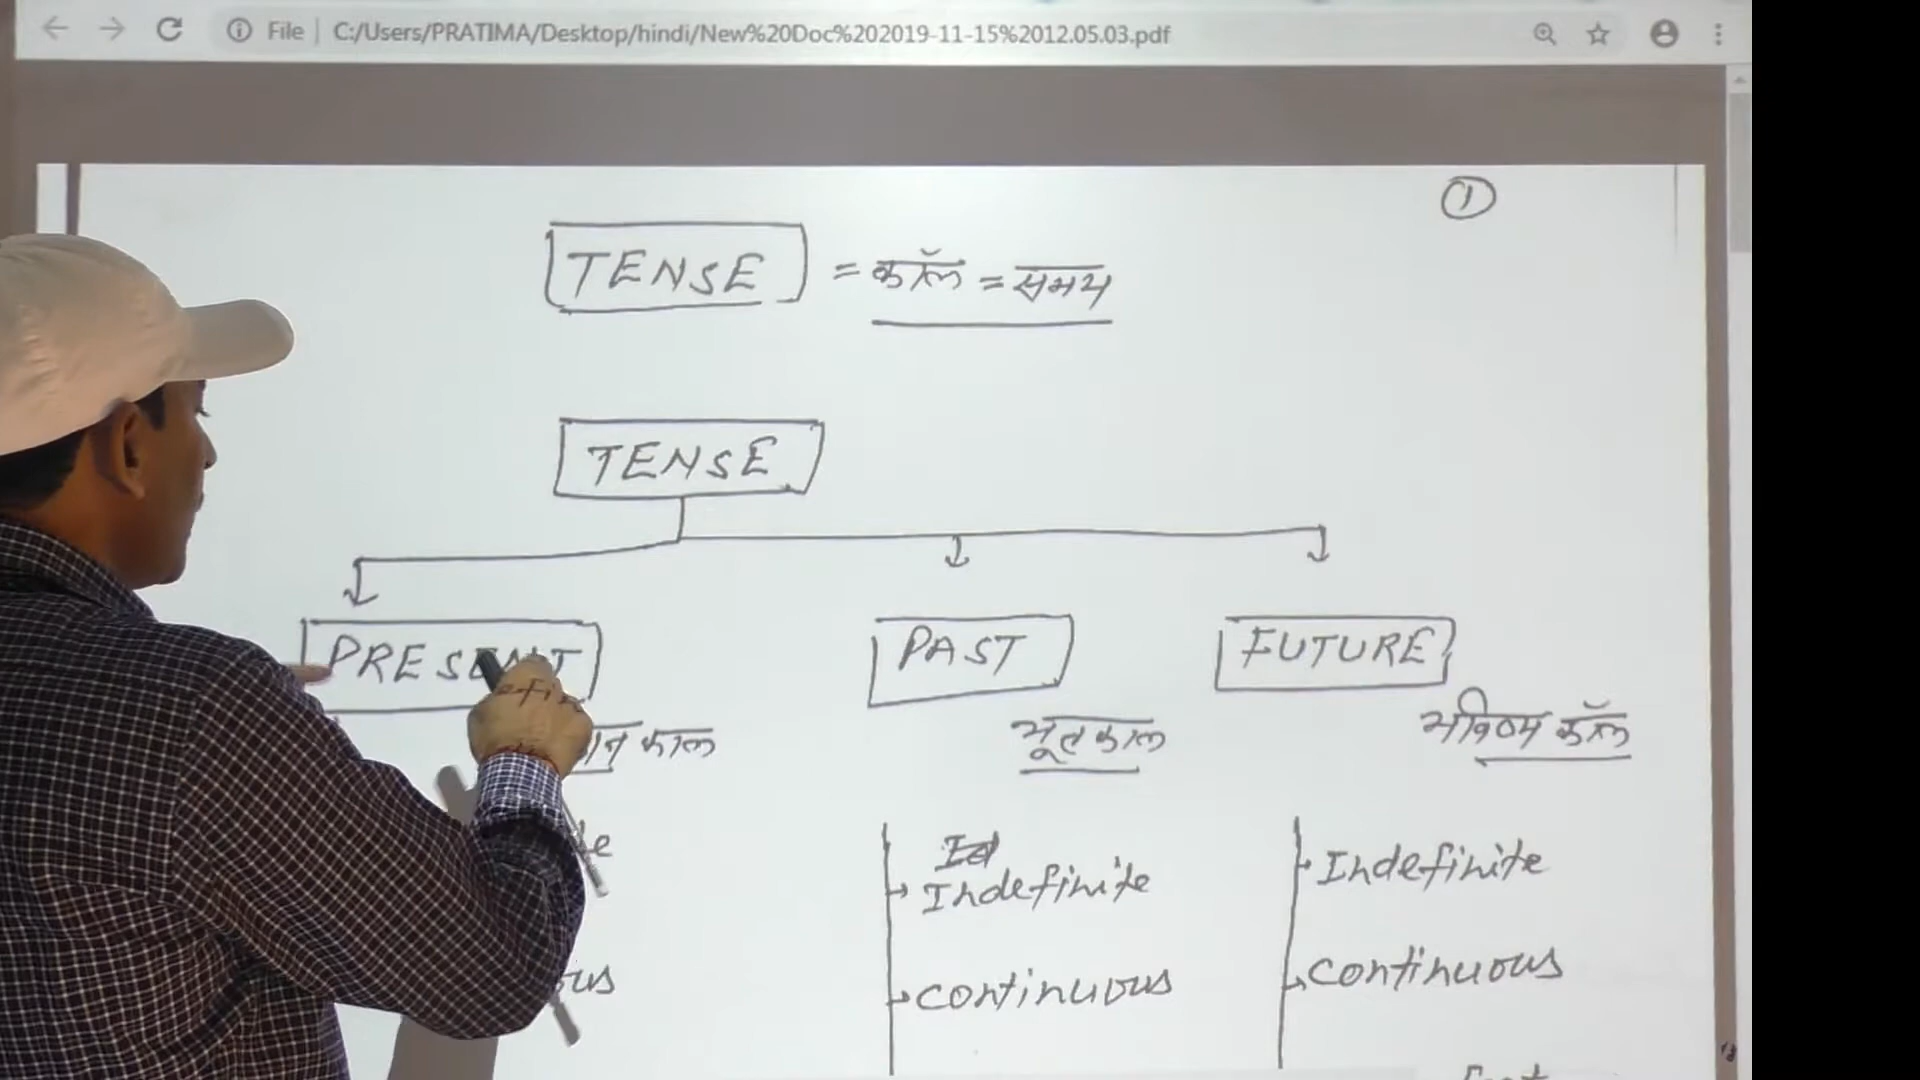 File | C:/Users/PRATIMA/Desktop/hindi/New%20Doc%202019-11-15%2012.05.03.pdf
1
TENSE = कॉल = समय
TENSE
PRESENT PAST FUTURE
काल भूतकाल भविष्य कॉल
Indefinite Indefinite
continuous continuous